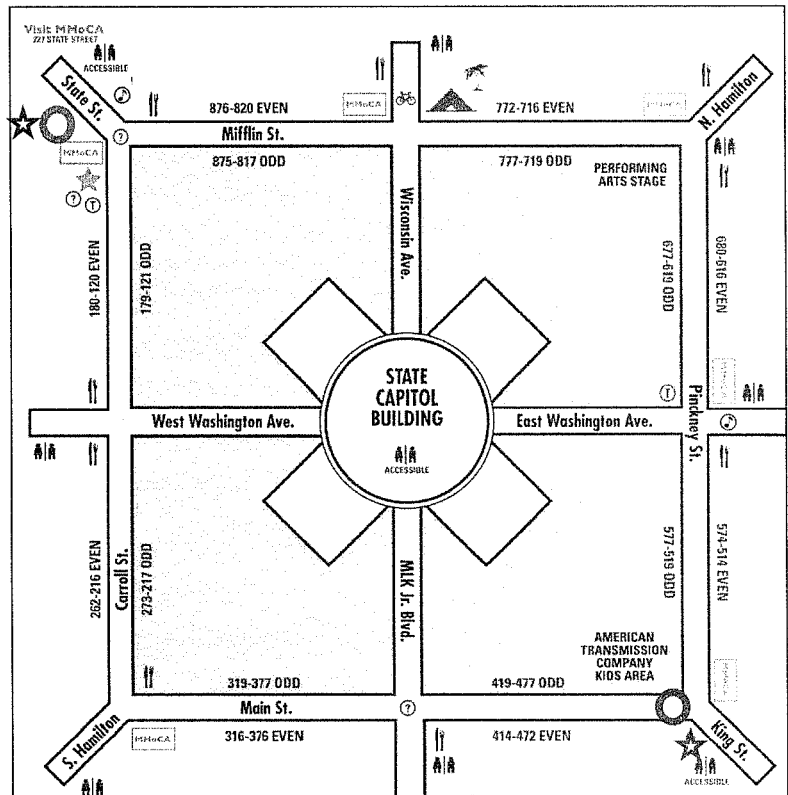 Visit MMoCA
227 STATE STREET
ACCESSIBLE
State St.
N. Hamilton
876-820 EVEN
MMoCA
772-716 EVEN
MMoCA
?
Mifflin St.
MMoCA
875-817 ODD
777-719 ODD
PERFORMING
ARTS STAGE
?
T
Wisconsin Ave.
180-120 EVEN
179-121 ODD
677-619 ODD
680-616 EVEN
STATE
CAPITOL
BUILDING
ACCESSIBLE
T
MMoCA
Pinckney St.
West Washington Ave.
East Washington Ave.
262-216 EVEN
Carroll St.
273-217 ODD
MLK Jr. Blvd.
577-519 ODD
574-514 EVEN
AMERICAN
TRANSMISSION
COMPANY
KIDS AREA
MMoCA
319-377 ODD
419-477 ODD
Main St.
?
S. Hamilton
MMoCA
316-376 EVEN
414-472 EVEN
King St.
ACCESSIBLE